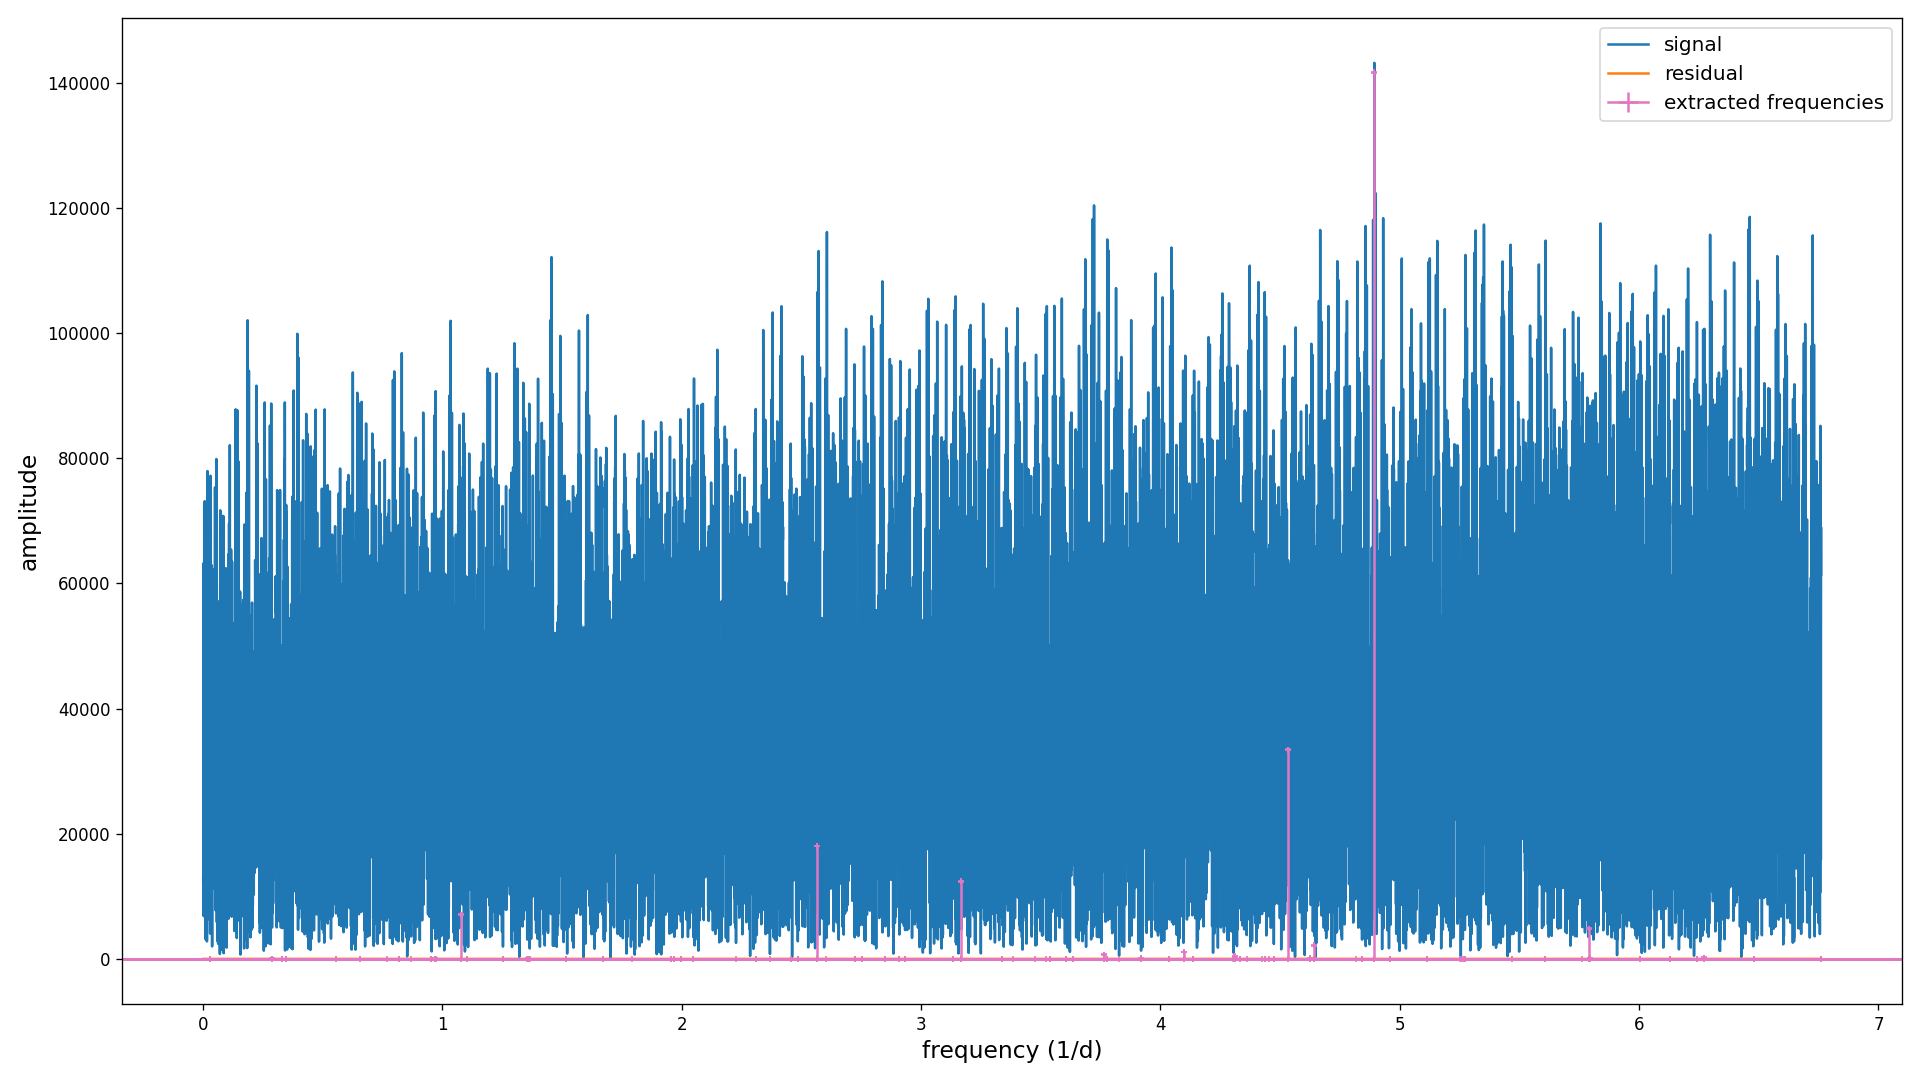 signal
residual
extracted frequencies
140000
120000
100000
80000
60000
40000
20000
0
amplitude
0 1 2 3 4 5 6 7
frequency (1/d)